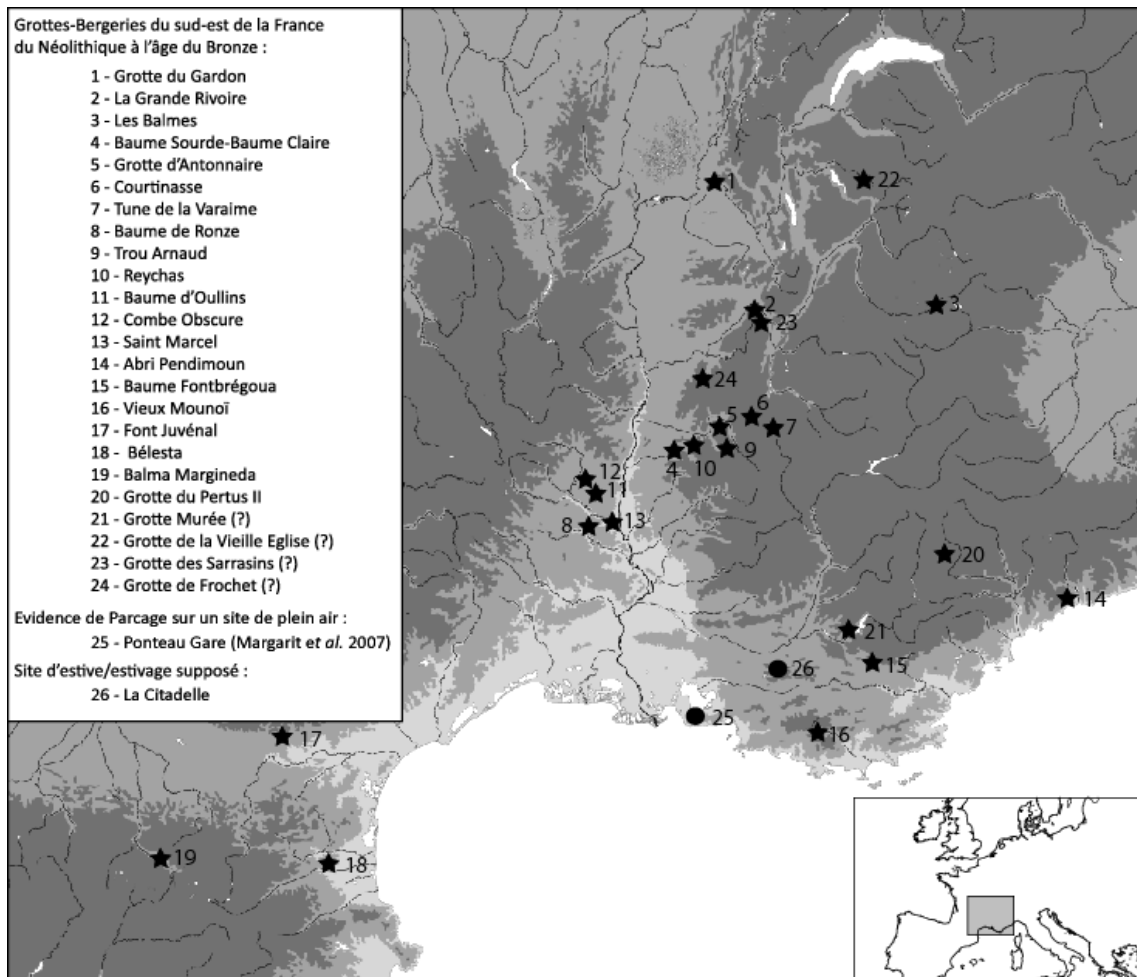 Grottes-Bergeries du sud-est de la France
du Néolithique à l'âge du Bronze :
1 - Grotte du Gardon
2 - La Grande Rivoire
3 - Les Balmes
4 - Baume Sourde-Baume Claire
5 - Grotte d'Antonnaire
6 - Courtinasse
7 - Tune de la Varaime
8 - Baume de Ronze
9 - Trou Arnaud
10 - Reychas
11 - Baume d'Oullins
12 - Combe Obscure
13 - Saint Marcel
14 - Abri Pendimoun
15 - Baume Fontbrégoua
16 - Vieux Mounoï
17 - Font Juvénal
18 - Bélesta
19 - Balma Margineda
20 - Grotte du Pertus II
21 - Grotte Murée (?)
22 - Grotte de la Vieille Eglise (?)
23 - Grotte des Sarrasins (?)
24 - Grotte de Frochet (?)
Evidence de Parcage sur un site de plein air :
25 - Ponteau Gare (Margarit et al. 2007)
Site d'estive/estivage supposé :
26 - La Citadelle
1
22
2
3
23
24
6
5
7
4
10
9
12
11
8
13
20
14
21
15
26
25
16
17
19
18